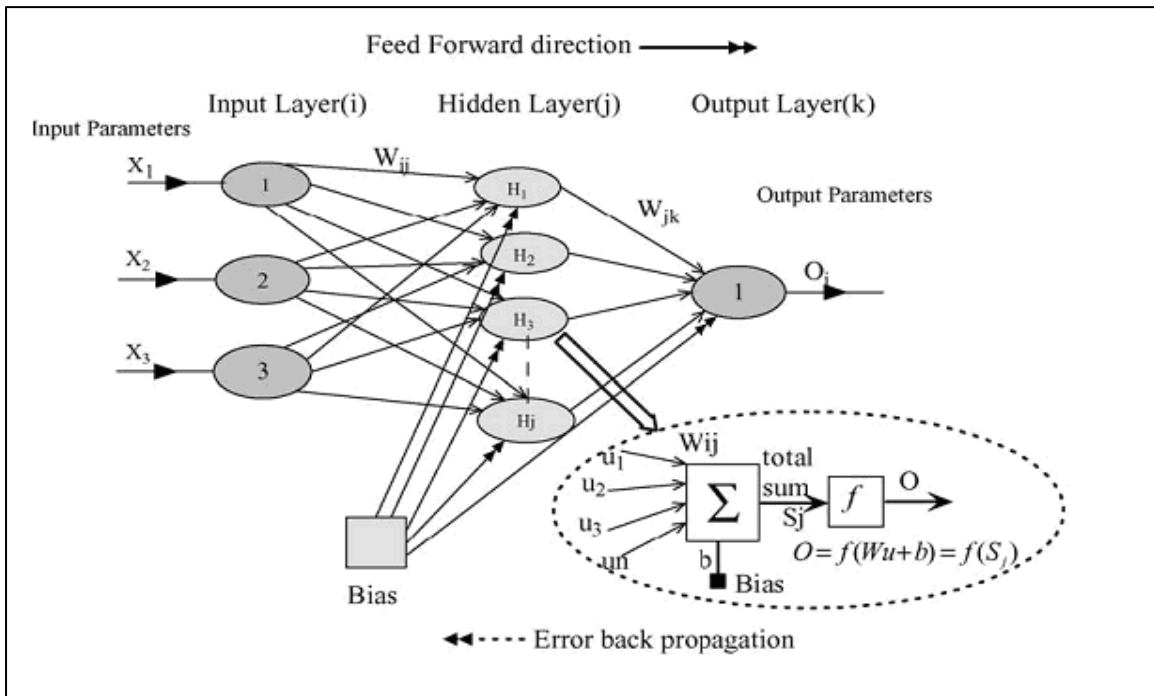 Feed Forward direction
Input Layer(i) Hidden Layer(j) Output Layer(k)
Input Parameters
X₁ 1 Wᵢⱼ H₁
Output Parameters
Wⱼₖ
X₂ 2 H₂
1 Oᵢ
H₃
X₃ 3
Hj
Wij total
u₁
u₂ Σ sum f O
u₃ Sj
un b O = f(Wu+b) = f(Sⱼ)
Bias Bias
Error back propagation